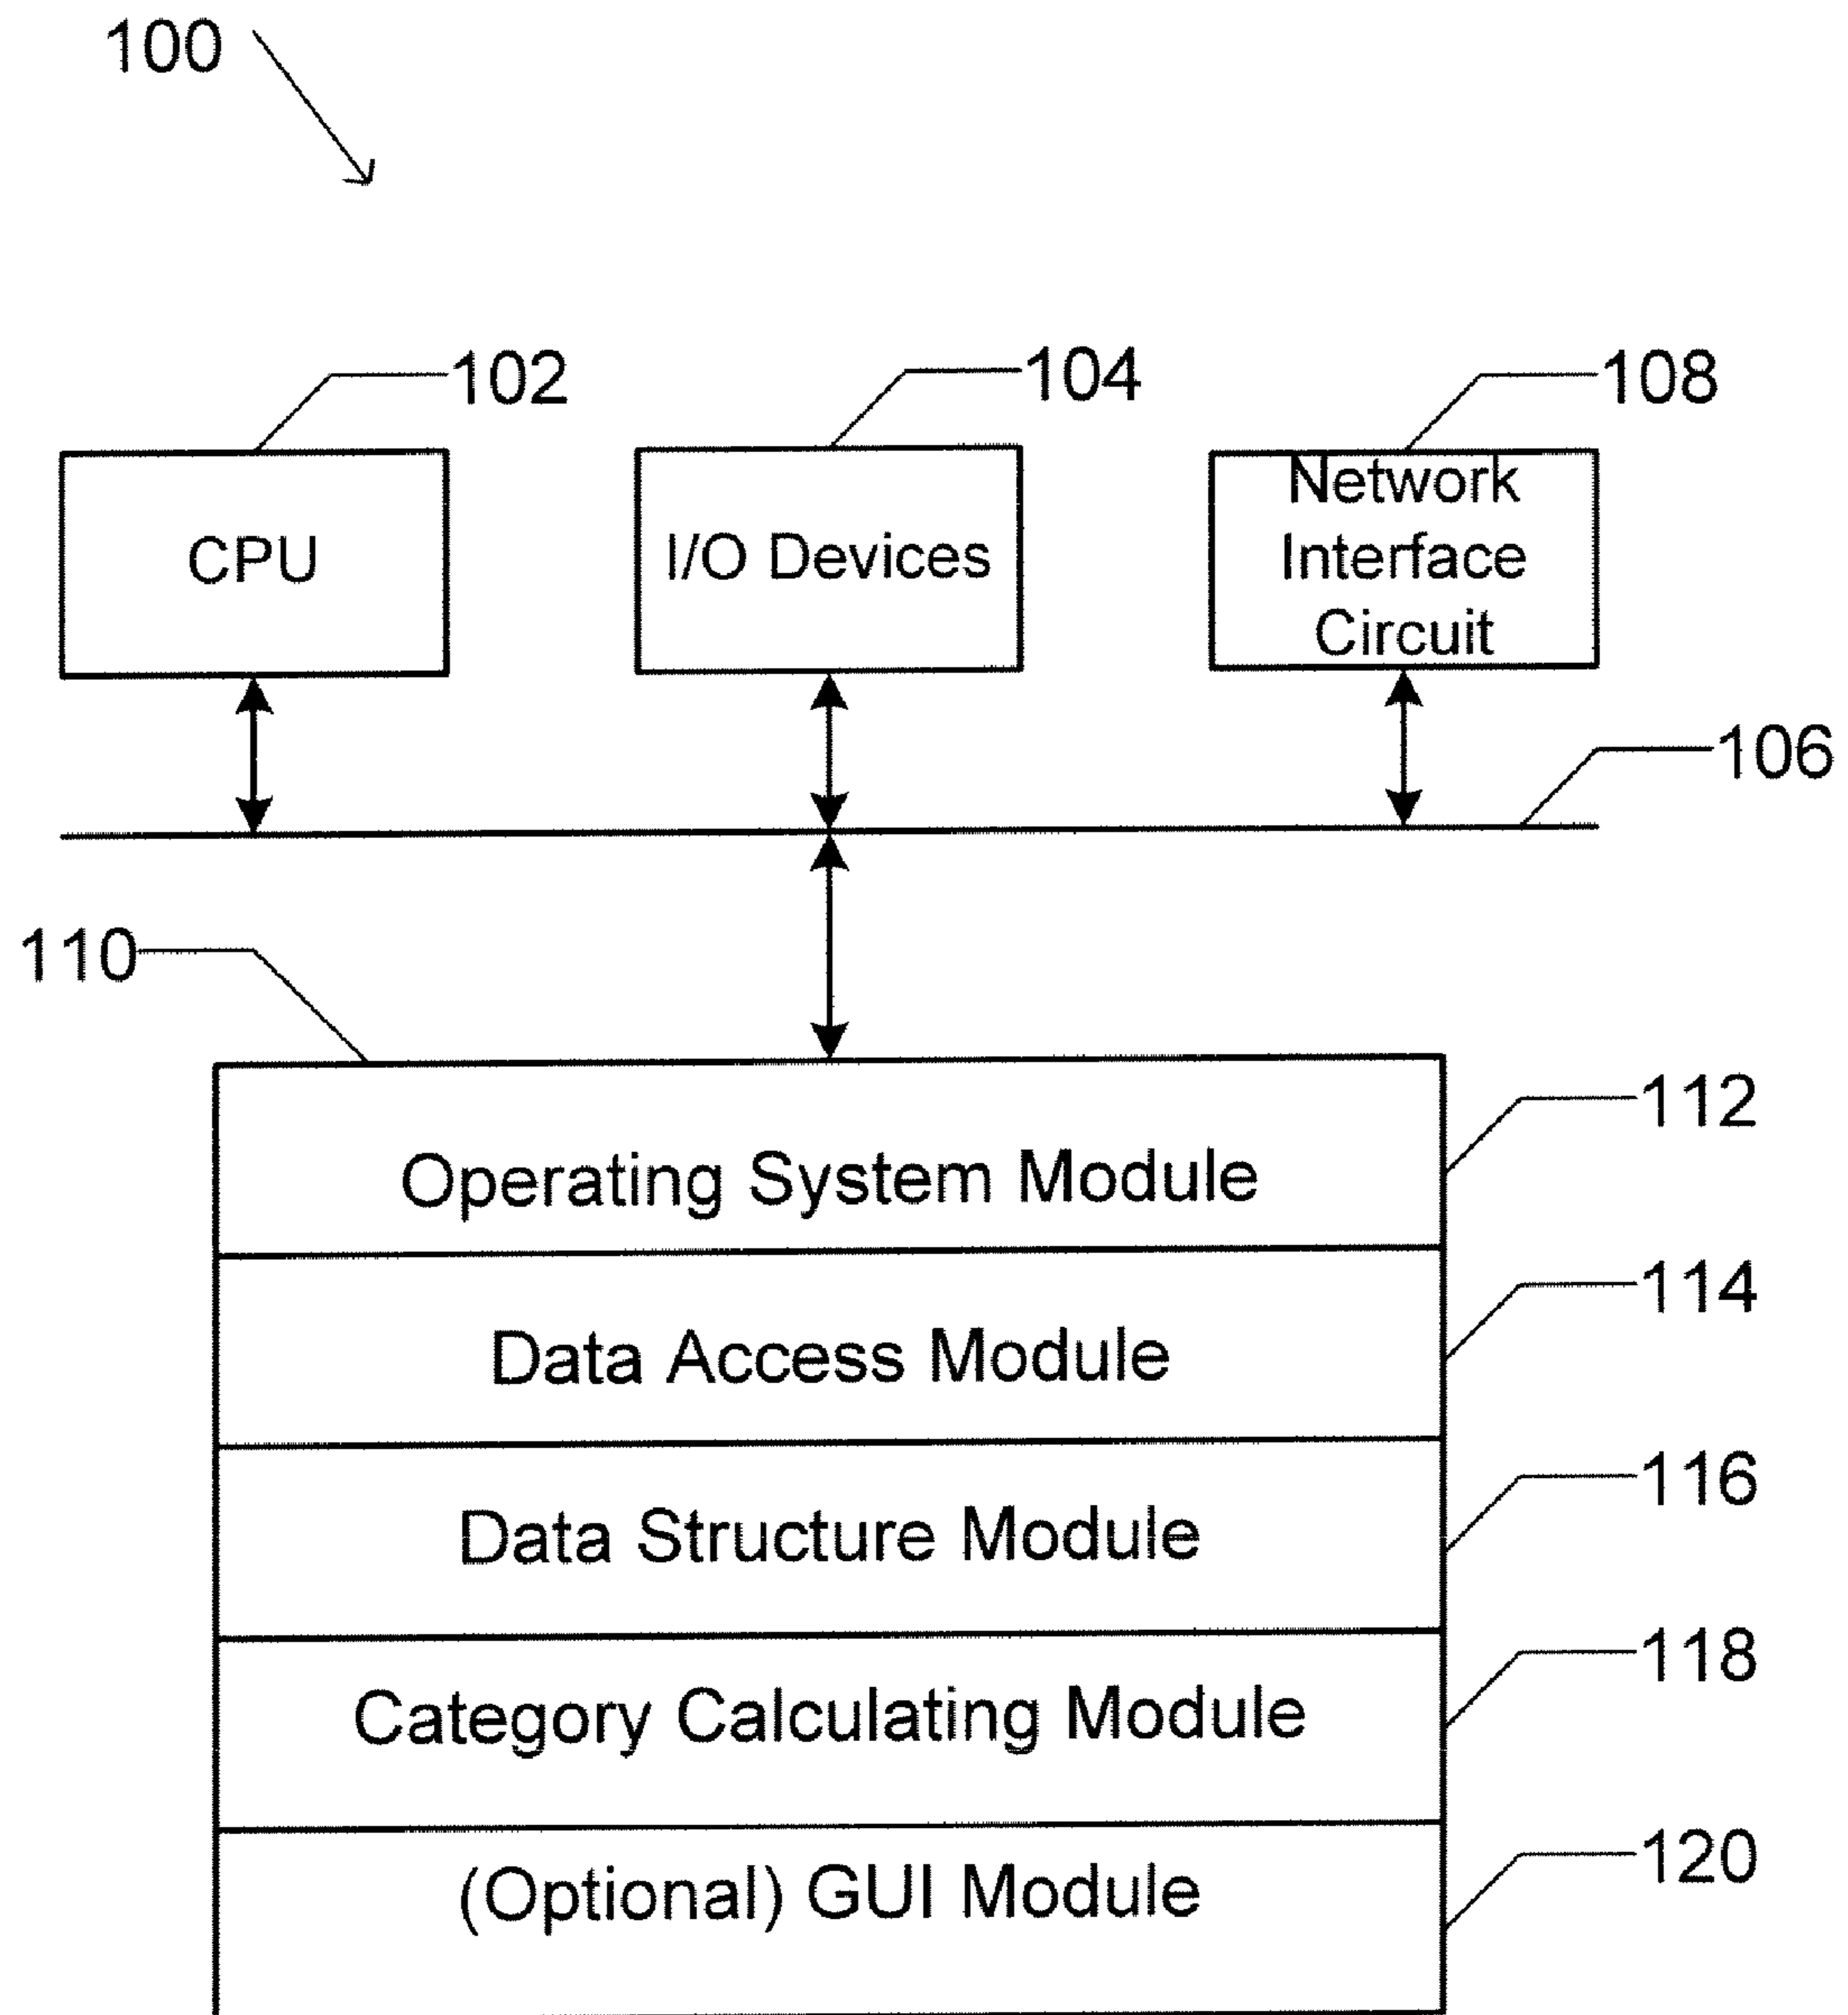 100
102
104
108
CPU
I/O Devices
Network
Interface
Circuit
106
110
112
Operating System Module
114
Data Access Module
116
Data Structure Module
118
Category Calculating Module
120
(Optional) GUI Module